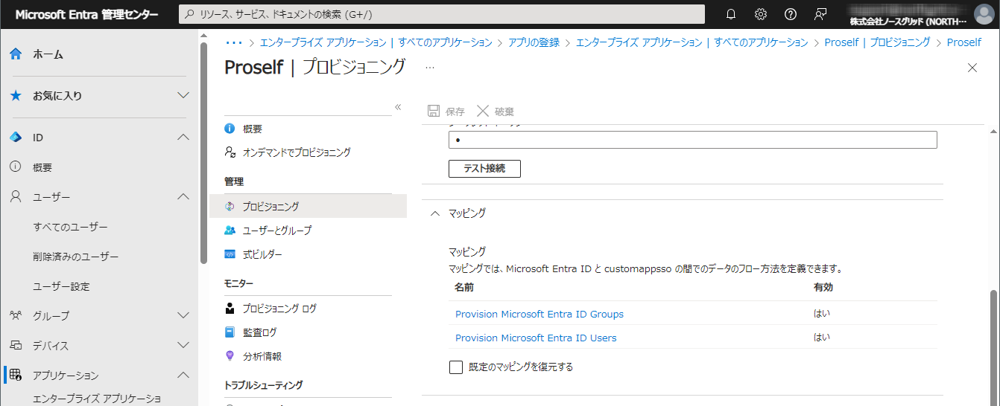 Microsoft Entra 管理センター
リソース、サービス、ドキュメントの検索 (G+/)
株式会社ノースグリッド (NORTH…
ホーム
お気に入り
ID
概要
ユーザー
すべてのユーザー
削除済みのユーザー
ユーザー設定
グループ
デバイス
アプリケーション
エンタープライズ アプリケーショ
… > エンタープライズ アプリケーション | すべてのアプリケーション > アプリの登録 > エンタープライズ アプリケーション | すべてのアプリケーション > Proself | プロビジョニング > Proself
Proself | プロビジョニング …
概要
オンデマンドでプロビジョニング
管理
プロビジョニング
ユーザーとグループ
式ビルダー
モニター
プロビジョニング ログ
監査ログ
分析情報
トラブルシューティング
保存 破棄
テスト接続
マッピング
マッピング
マッピングでは、Microsoft Entra ID と customappsso の間でのデータのフロー方法を定義できます。
名前 有効
Provision Microsoft Entra ID Groups はい
Provision Microsoft Entra ID Users はい
既定のマッピングを復元する